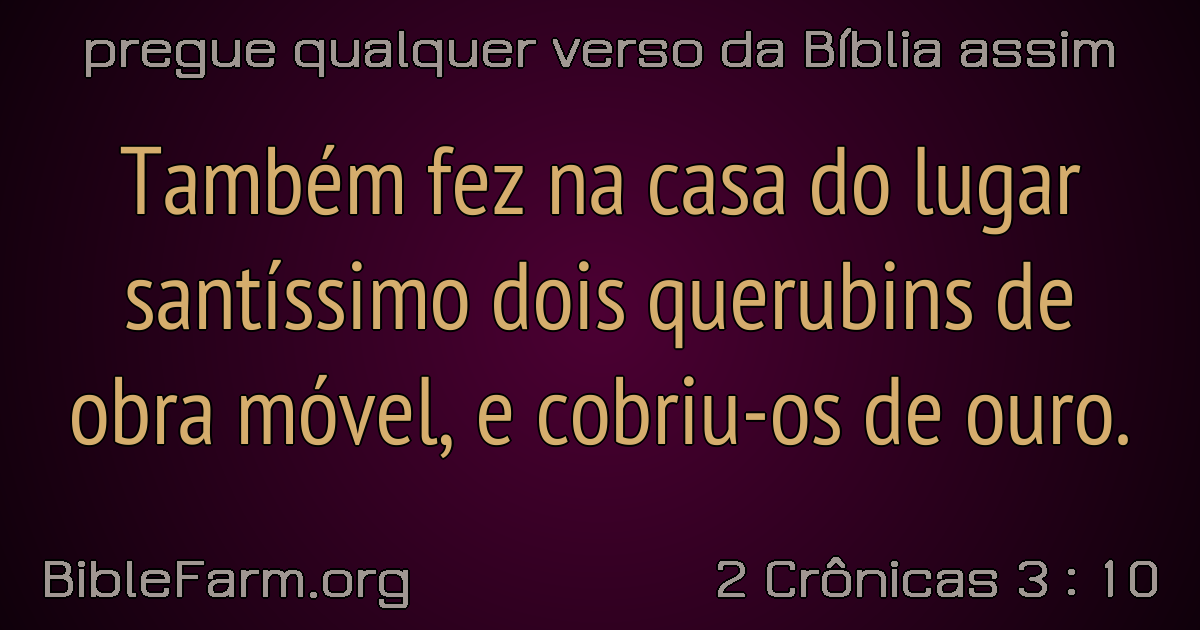 pregue qualquer verso da Bíblia assim
Também fez na casa do lugar
santíssimo dois querubins de
obra móvel, e cobriu-os de ouro.
BibleFarm.org
2 Crônicas 3 : 10